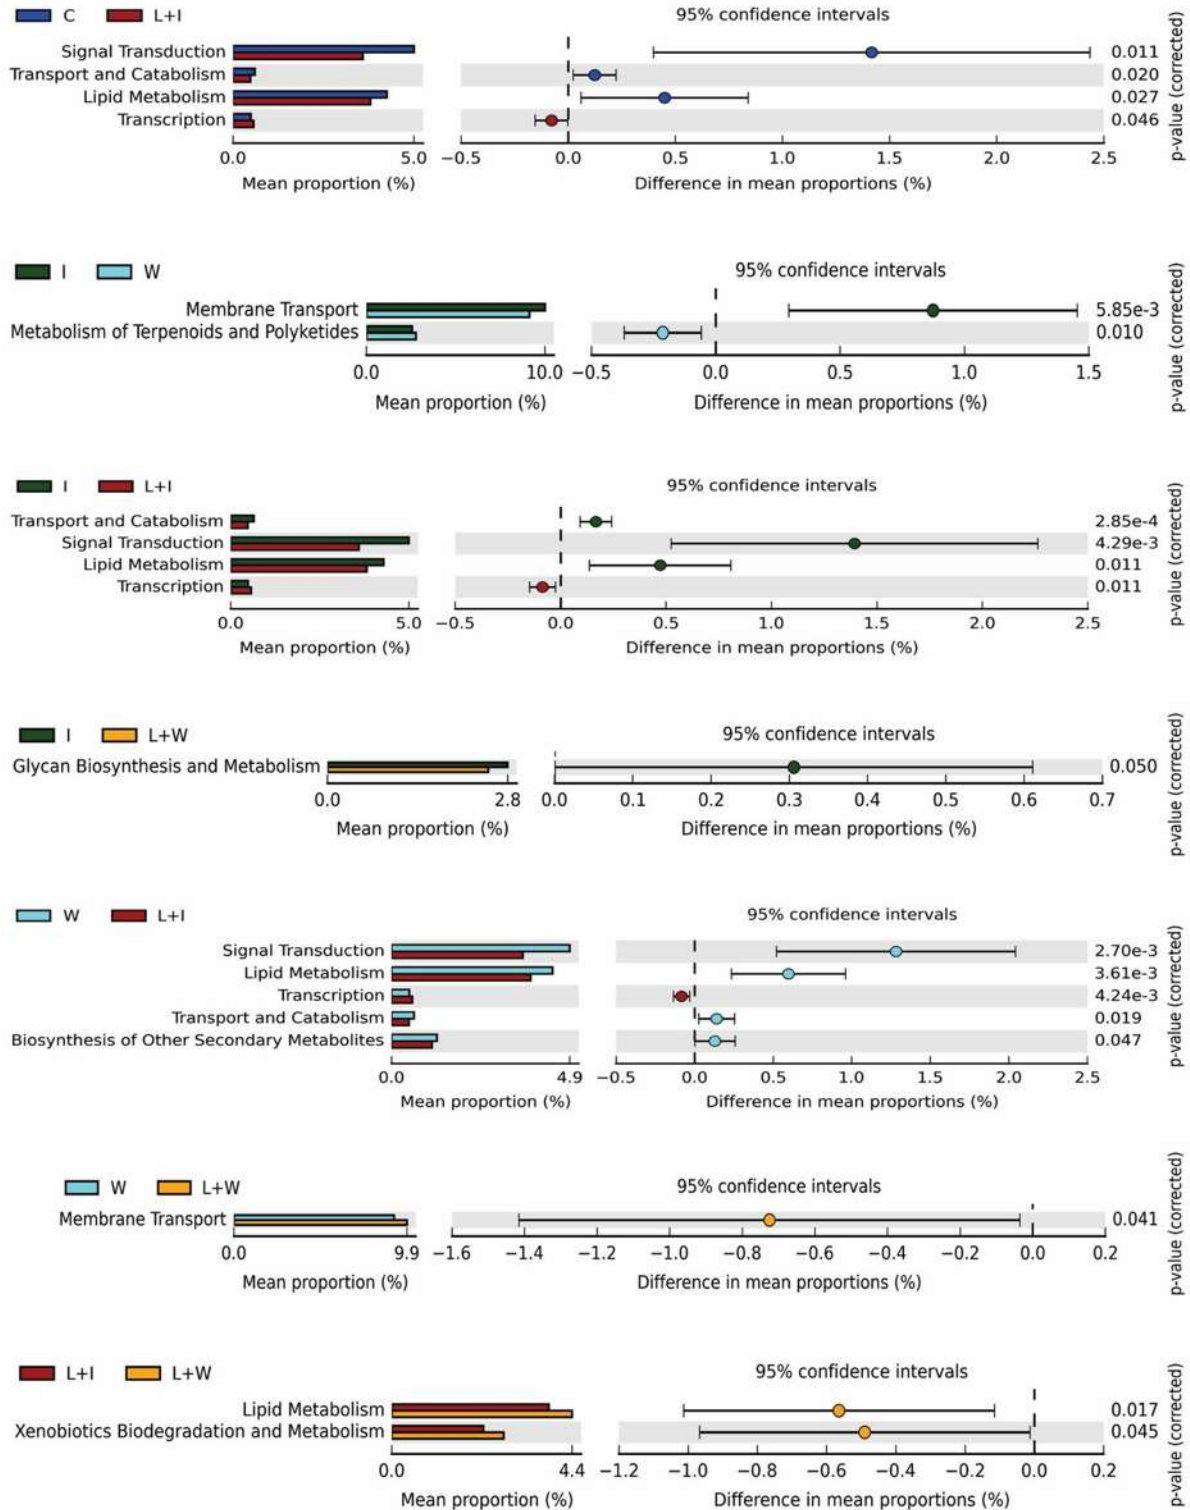 C L+I 95% confidence intervals
Signal Transduction 0.011
Transport and Catabolism 0.020
Lipid Metabolism 0.027
Transcription 0.046
p-value (corrected)
0.0 5.0 −0.5 0.0 0.5 1.0 1.5 2.0 2.5
Mean proportion (%) Difference in mean proportions (%)
I W 95% confidence intervals
Membrane Transport 5.85e-3
Metabolism of Terpenoids and Polyketides 0.010
p-value (corrected)
0.0 10.0 −0.5 0.0 0.5 1.0 1.5
Mean proportion (%) Difference in mean proportions (%)
I L+I 95% confidence intervals
Transport and Catabolism 2.85e-4
Signal Transduction 4.29e-3
Lipid Metabolism 0.011
Transcription 0.011
p-value (corrected)
0.0 5.0 −0.5 0.0 0.5 1.0 1.5 2.0 2.5
Mean proportion (%) Difference in mean proportions (%)
I L+W 95% confidence intervals
Glycan Biosynthesis and Metabolism 0.050
p-value (corrected)
0.0 2.8 0.0 0.1 0.2 0.3 0.4 0.5 0.6 0.7
Mean proportion (%) Difference in mean proportions (%)
W L+I 95% confidence intervals
Signal Transduction 2.70e-3
Lipid Metabolism 3.61e-3
Transcription 4.24e-3
Transport and Catabolism 0.019
Biosynthesis of Other Secondary Metabolites 0.047
p-value (corrected)
0.0 4.9 −0.5 0.0 0.5 1.0 1.5 2.0 2.5
Mean proportion (%) Difference in mean proportions (%)
W L+W 95% confidence intervals
Membrane Transport 0.041
p-value (corrected)
0.0 9.9 −1.6 −1.4 −1.2 −1.0 −0.8 −0.6 −0.4 −0.2 0.0 0.2
Mean proportion (%) Difference in mean proportions (%)
L+I L+W 95% confidence intervals
Lipid Metabolism 0.017
Xenobiotics Biodegradation and Metabolism 0.045
p-value (corrected)
0.0 4.4 −1.2 −1.0 −0.8 −0.6 −0.4 −0.2 0.0 0.2
Mean proportion (%) Difference in mean proportions (%)